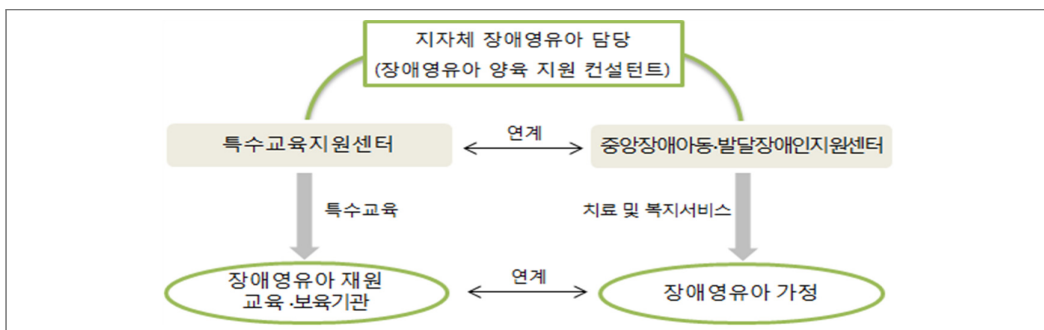 지자체 장애영유아 담당
(장애영유아 양육 지원 컨설턴트)
특수교육지원센터
연계
중앙장애아동·발달장애인지원센터
특수교육
치료 및 복지서비스
장애영유아 재원
교육·보육기관
연계
장애영유아 가정